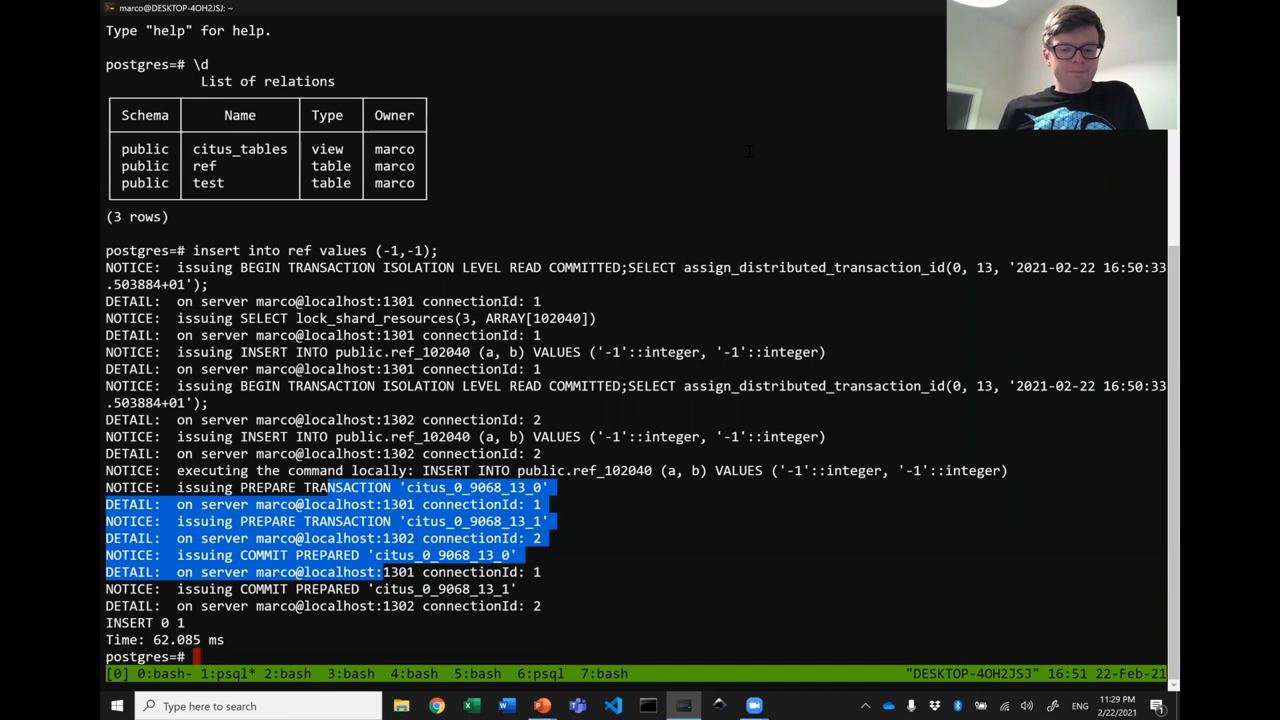 marco@DESKTOP-4OH2JSJ: ~
Type "help" for help.
postgres=# \d
List of relations
Schema Name Type Owner
public citus_tables view marco
public ref table marco
public test table marco
(3 rows)
postgres=# insert into ref values (-1,-1);
NOTICE:  issuing BEGIN TRANSACTION ISOLATION LEVEL READ COMMITTED;SELECT assign_distributed_transaction_id(0, 13, '2021-02-22 16:50:33
.503884+01');
DETAIL:  on server marco@localhost:1301 connectionId: 1
NOTICE:  issuing SELECT lock_shard_resources(3, ARRAY[102040])
DETAIL:  on server marco@localhost:1301 connectionId: 1
NOTICE:  issuing INSERT INTO public.ref_102040 (a, b) VALUES ('-1'::integer, '-1'::integer)
DETAIL:  on server marco@localhost:1301 connectionId: 1
NOTICE:  issuing BEGIN TRANSACTION ISOLATION LEVEL READ COMMITTED;SELECT assign_distributed_transaction_id(0, 13, '2021-02-22 16:50:33
.503884+01');
DETAIL:  on server marco@localhost:1302 connectionId: 2
NOTICE:  issuing INSERT INTO public.ref_102040 (a, b) VALUES ('-1'::integer, '-1'::integer)
DETAIL:  on server marco@localhost:1302 connectionId: 2
NOTICE:  executing the command locally: INSERT INTO public.ref_102040 (a, b) VALUES ('-1'::integer, '-1'::integer)
NOTICE:  issuing PREPARE TRANSACTION 'citus_0_9068_13_0'
DETAIL:  on server marco@localhost:1301 connectionId: 1
NOTICE:  issuing PREPARE TRANSACTION 'citus_0_9068_13_1'
DETAIL:  on server marco@localhost:1302 connectionId: 2
NOTICE:  issuing COMMIT PREPARED 'citus_0_9068_13_0'
DETAIL:  on server marco@localhost:1301 connectionId: 1
NOTICE:  issuing COMMIT PREPARED 'citus_0_9068_13_1'
DETAIL:  on server marco@localhost:1302 connectionId: 2
INSERT 0 1
Time: 62.085 ms
postgres=#
[0] 0:bash- 1:psql* 2:bash  3:bash  4:bash  5:bash  6:psql  7:bash "DESKTOP-4OH2JSJ" 16:51 22-Feb-21
Type here to search
ENG
11:29 PM
2/22/2021
1